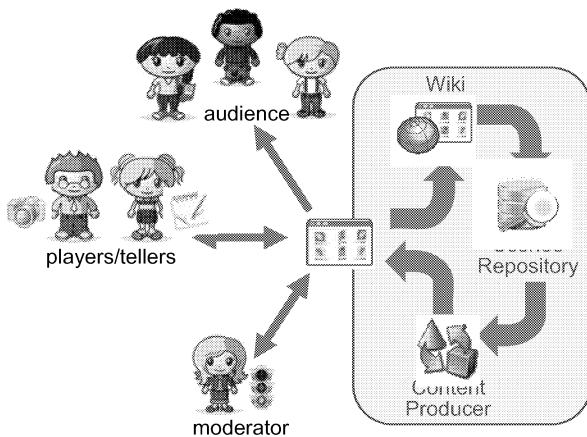 audience
Wiki
players/tellers
Repository
Content
Producer
moderator